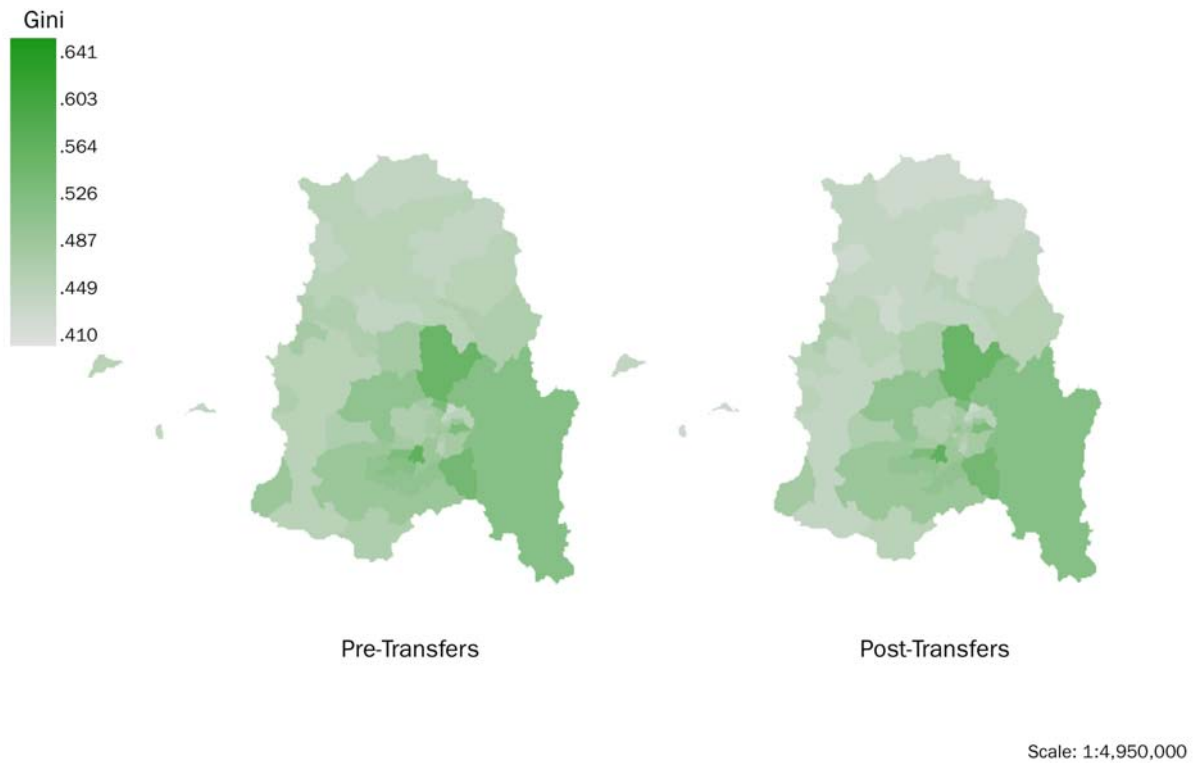 Gini
.641
.603
.564
.526
.487
.449
.410
Pre-Transfers
Post-Transfers
Scale: 1:4,950,000